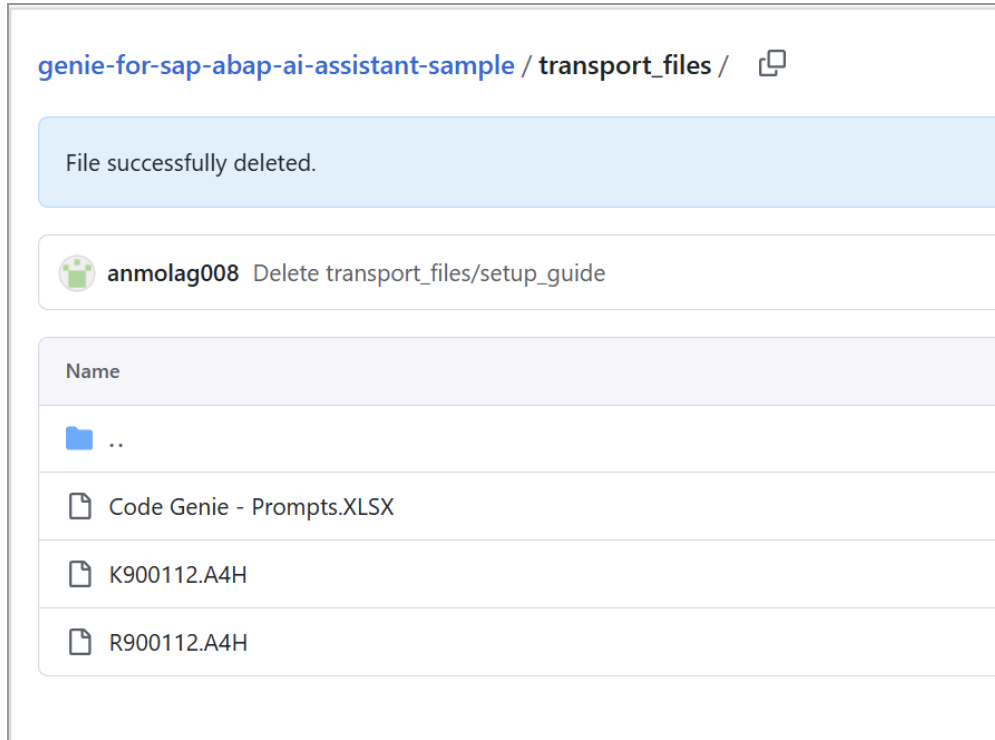 genie-for-sap-abap-ai-assistant-sample / transport_files /
File successfully deleted.
anmolag008 Delete transport_files/setup_guide
Name
..
Code Genie - Prompts.XLSX
K900112.A4H
R900112.A4H